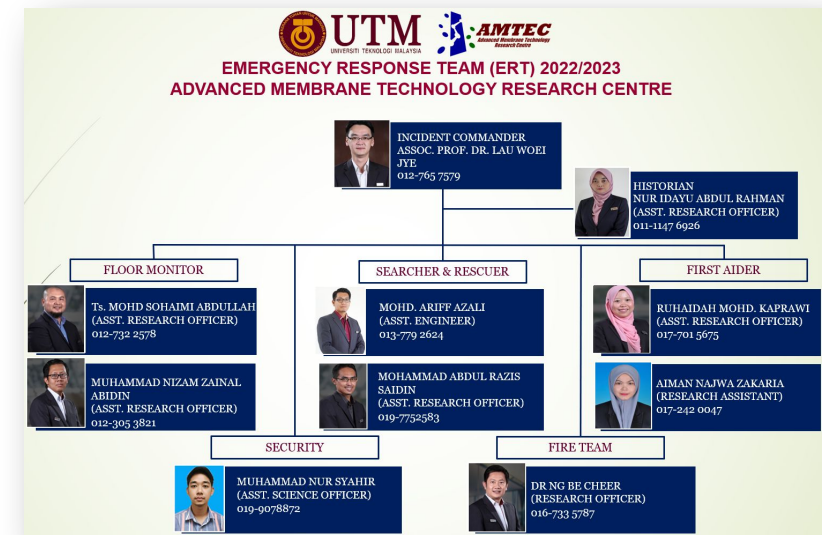 UTM
UNIVERSITI TEKNOLOGI MALAYSIA
AMTEC
Advanced Membrane Technology
Research Centre
EMERGENCY RESPONSE TEAM (ERT) 2022/2023
ADVANCED MEMBRANE TECHNOLOGY RESEARCH CENTRE
INCIDENT COMMANDER
ASSOC. PROF. DR. LAU WOEI
JYE
012-765 7579
HISTORIAN
NUR IDAYU ABDUL RAHMAN
(ASST. RESEARCH OFFICER)
011-1147 6926
FLOOR MONITOR
Ts. MOHD SOHAIMI ABDULLAH
(ASST. RESEARCH OFFICER)
012-732 2578
MUHAMMAD NIZAM ZAINAL
ABIDIN
(ASST. RESEARCH OFFICER)
012-305 3821
SEARCHER & RESCUER
MOHD. ARIFF AZALI
(ASST. ENGINEER)
013-779 2624
MOHAMMAD ABDUL RAZIS
SAIDIN
(ASST. RESEARCH OFFICER)
019-7752583
FIRST AIDER
RUHAIDAH MOHD. KAPRAWI
(ASST. RESEARCH OFFICER)
017-701 5675
AIMAN NAJWA ZAKARIA
(RESEARCH ASSISTANT)
017-242 0047
SECURITY
MUHAMMAD NUR SYAHIR
(ASST. SCIENCE OFFICER)
019-9078872
FIRE TEAM
DR NG BE CHEER
(RESEARCH OFFICER)
016-733 5787